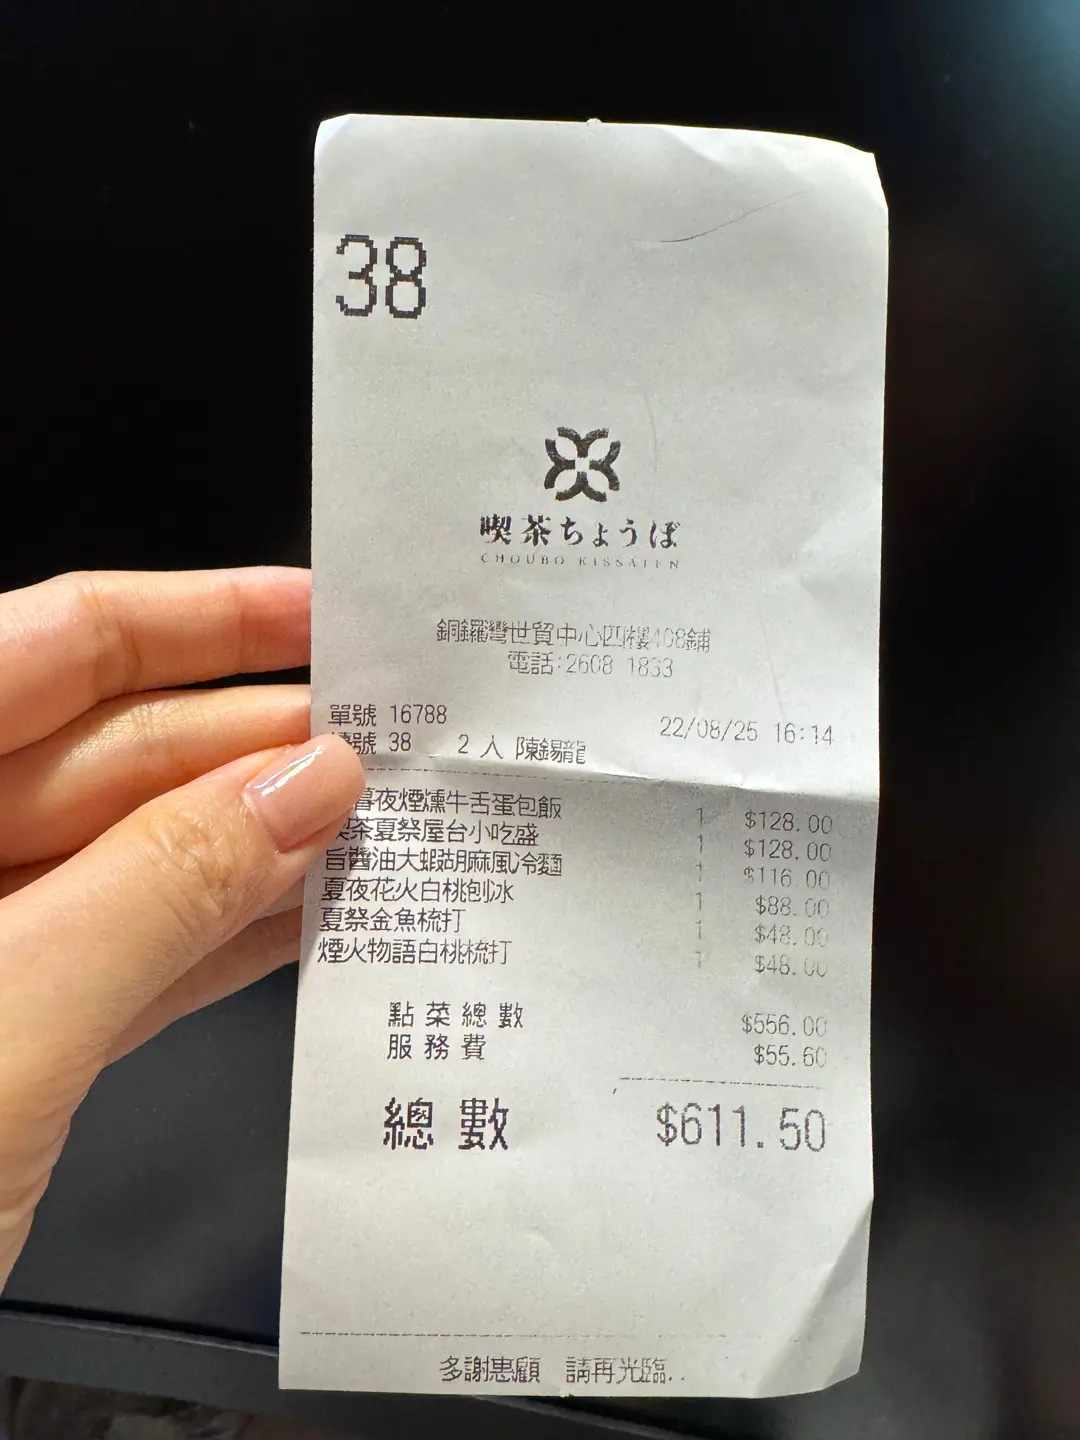 38
喫茶ちょうぼ
CHOUBO KISSATEN
銅鑼灣世貿中心四樓408鋪
電話:2608 1833
單號 16788
號 38 2 人 陳錫龍
22/08/25 16:14
暮夜煙燻牛舌蛋包飯 1 $128.00
茶夏祭屋台小吃盛 1 $128.00
旨醬油大蝦胡麻風冷麵 1 $116.00
夏夜花火白桃刨冰 1 $88.00
夏祭金魚梳打 1 $48.00
煙火物語白桃梳打 1 $48.00
點菜總數 $556.00
服務費 $55.60
總數 $611.50
多謝惠顧 請再光臨..